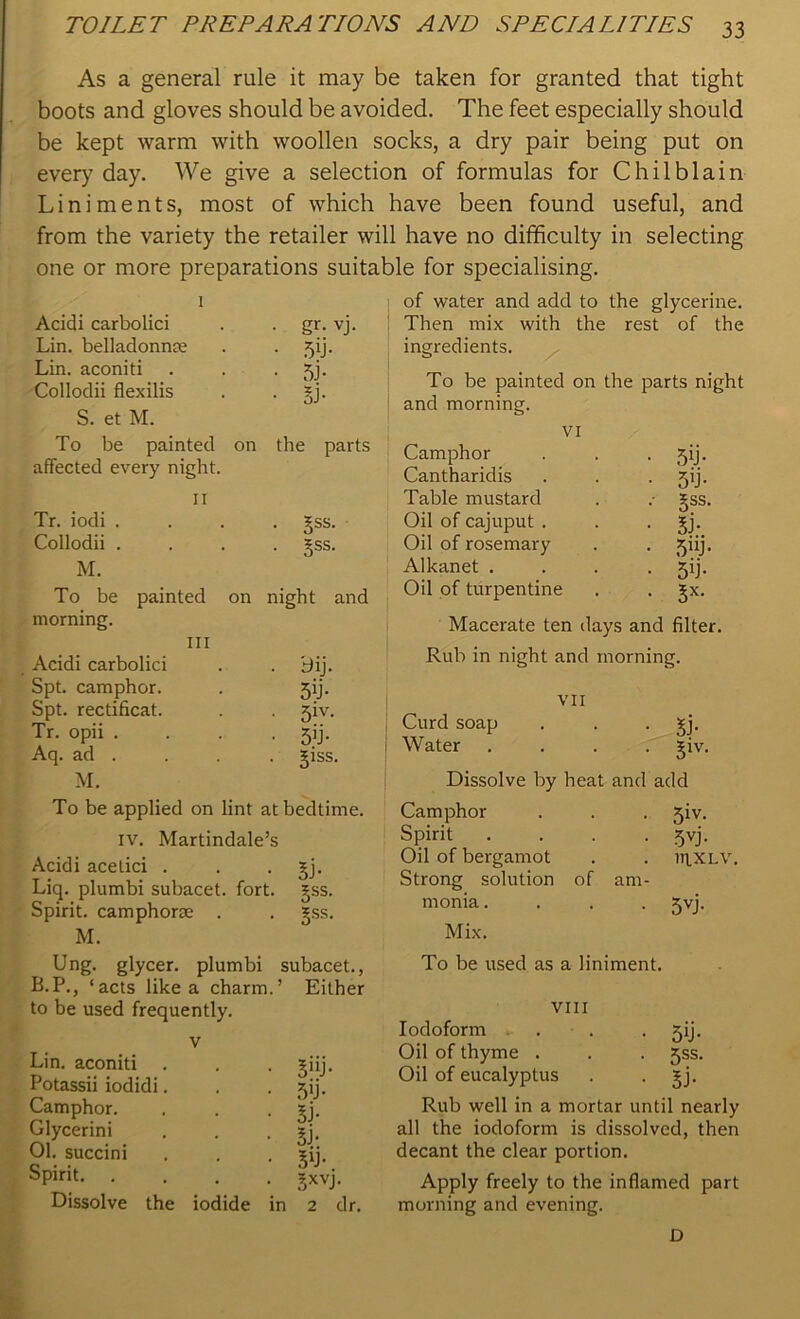 TOILET PREPARATIONS AND SPECIALITIES 33
As a general rule it may be taken for granted that tight
boots and gloves should be avoided. The feet especially should
be kept warm with woollen socks, a dry pair being put on
every day. We give a selection of formulas for Chilblain
Liniments, most of which have been found useful, and
from the variety the retailer will have no difficulty in selecting
one or more preparations suitable for specialising.
I
Acidi carbolici . . gr. vj.
Lin. belladonnæ . . ʒij.
Lin. aconiti . . . ʒj.
Collodii flexilis . . ℥j.
S. et M.
To be painted on the parts
affected every night.
II
Tr. iodi . . . . ℥ss.
Collodii . . . . ℥ss.
M.
To be painted on night and
morning.
III
Acidi carbolici . . ℈ij.
Spt. camphor. . ʒij.
Spt. rectificat. . . ʒiv.
Tr. opii . . . . ʒij.
Aq. ad . . . . ℥iss.
M.
To be applied on lint at bedtime.
IV. Martindale’s
Acidi acetici . . . ℥j.
Liq. plumbi subacet. fort. ℥ss.
Spirit. camphoræ . . ℥ss.
M.
Ung. glycer. plumbi subacet.,
B.P., ‘acts like a charm.’ Either
to be used frequently.
V
Lin. aconiti . . . ℥iij.
Potassii iodidi . . . ʒij.
Camphor. . . . ℥j.
Glycerini . . . ℥j.
Ol. succini . . . ℥ij.
Spirit. . . . . ℥xvj.
Dissolve the iodide in 2 dr.
of water and add to the glycerine.
Then mix with the rest of the
ingredients.
To be painted on the parts night
and morning.
VI
Camphor . . . ʒij.
Cantharidis . . . ʒij.
Table mustard . . ℥ss.
Oil of cajuput . . . ℥j.
Oil of rosemary . . ʒiij.
Alkanet . . . . ʒij.
Oil of turpentine . . ℥x.
Macerate ten days and filter.
Rub in night and morning.
VII
Curd soap . . . ℥j.
Water . . . . ℥iv.
Dissolve by heat and add
Camphor . . . ʒiv.
Spirit . . . . ʒvj.
Oil of bergamot . . ♏XLV.
Strong solution of am-
monia. . . . ʒvj.
Mix.
To be used as a liniment.
VIII
Iodoform . . . ʒij.
Oil of thyme . . . ʒss.
Oil of eucalyptus . . ℥j.
Rub well in a mortar until nearly
all the iodoform is dissolved, then
decant the clear portion.
Apply freely to the inflamed part
morning and evening.
D